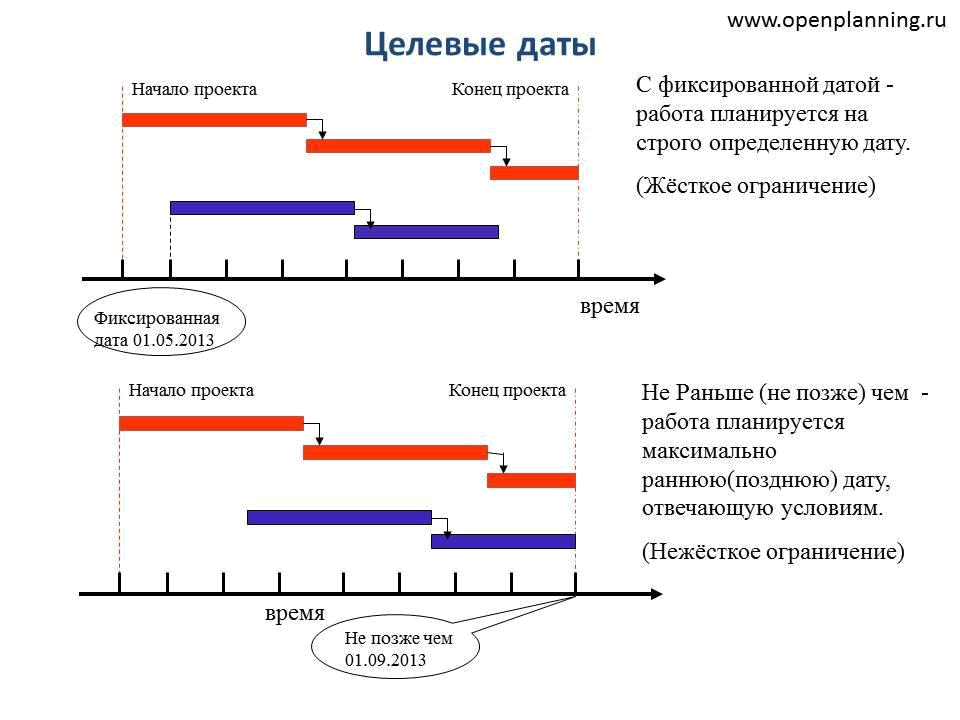 www.openplanning.ru
Целевые даты
Начало проекта
Конец проекта
С фиксированной датой -
работа планируется на
строго определенную дату.
(Жёсткое ограничение)
время
Фиксированная
дата 01.05.2013
Начало проекта
Конец проекта
Не Раньше (не позже) чем -
работа планируется
максимально
раннюю(позднюю) дату,
отвечающую условиям.
(Нежёсткое ограничение)
время
Не позже чем
01.09.2013